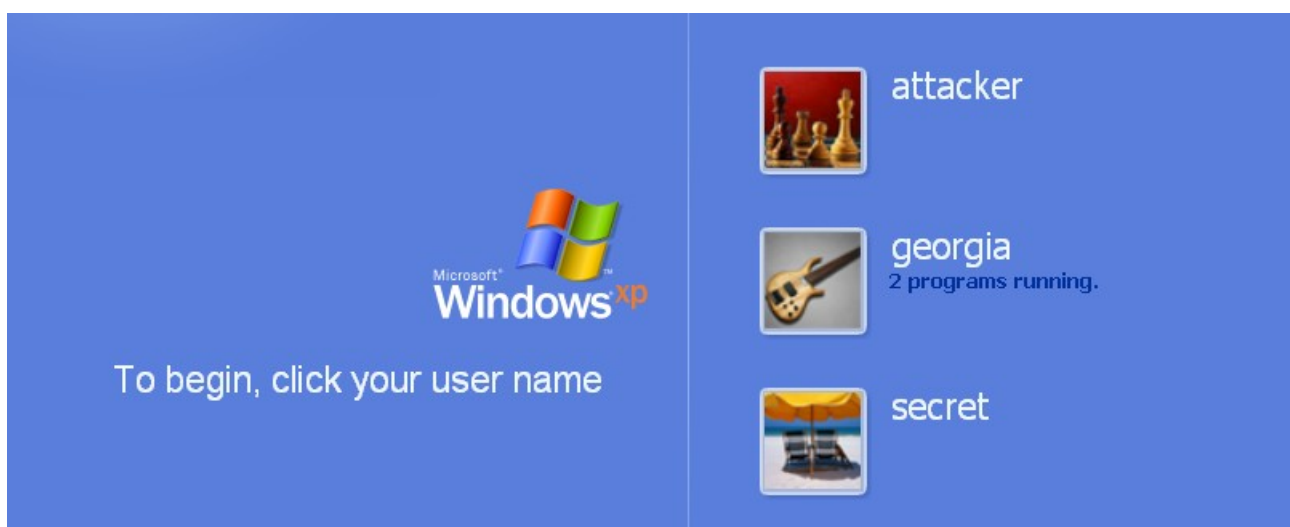 Microsoft®
Windows xp
To begin, click your user name
attacker
georgia
2 programs running.
secret